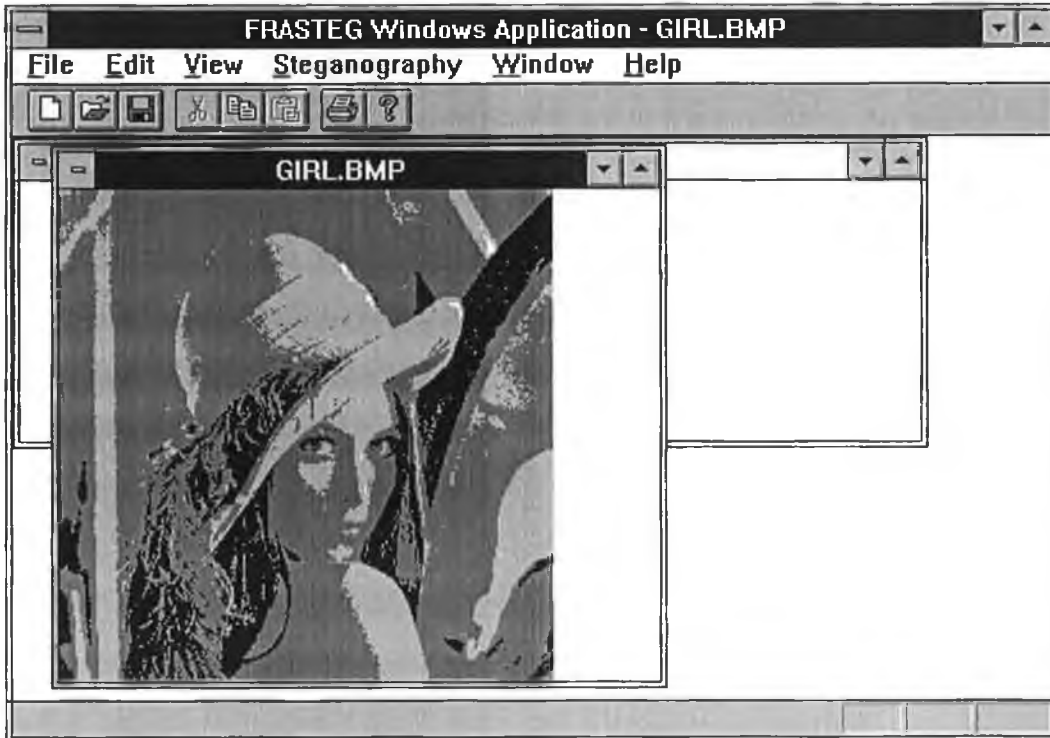 FRASTEG Windows Application - GIRL.BMP
File Edit View Steganography Window Help
?
GIRL.BMP